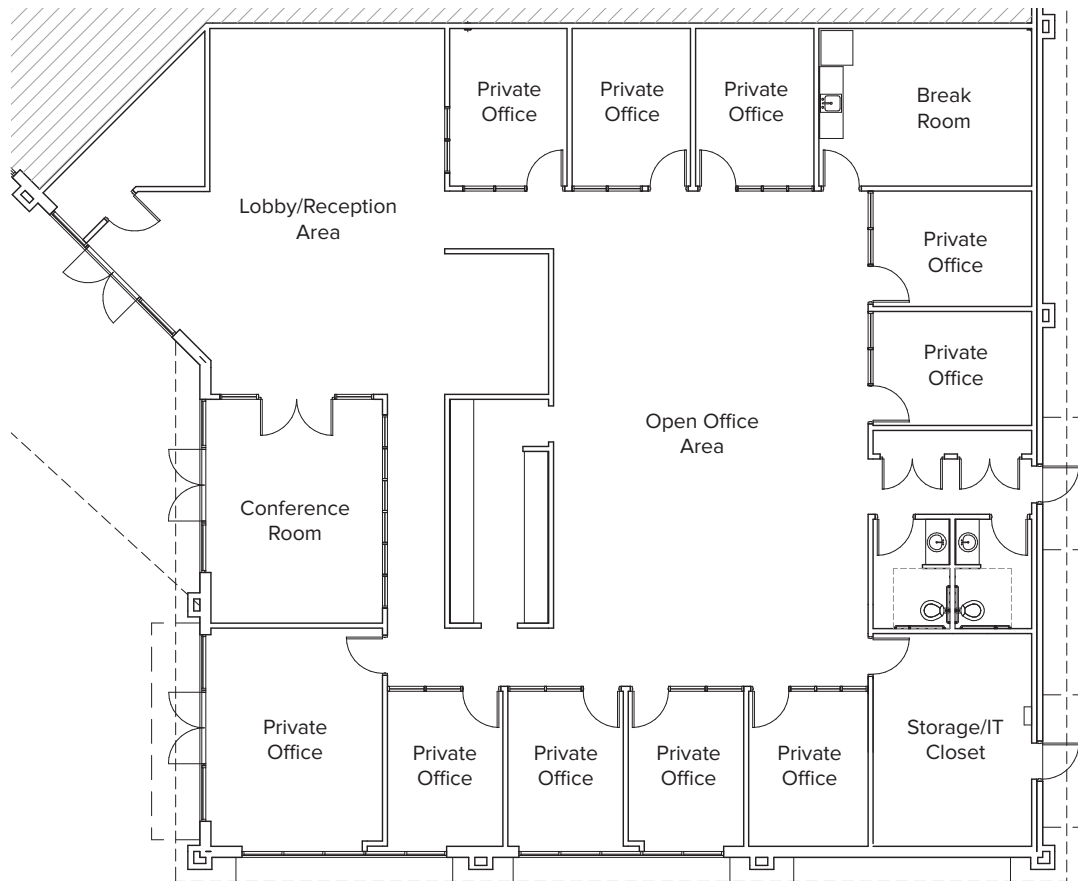 Private
Office
Private
Office
Private
Office
Break
Room
Lobby/Reception
Area
Private
Office
Private
Office
Open Office
Area
Conference
Room
Private
Office
Private
Office
Private
Office
Private
Office
Private
Office
Storage/IT
Closet